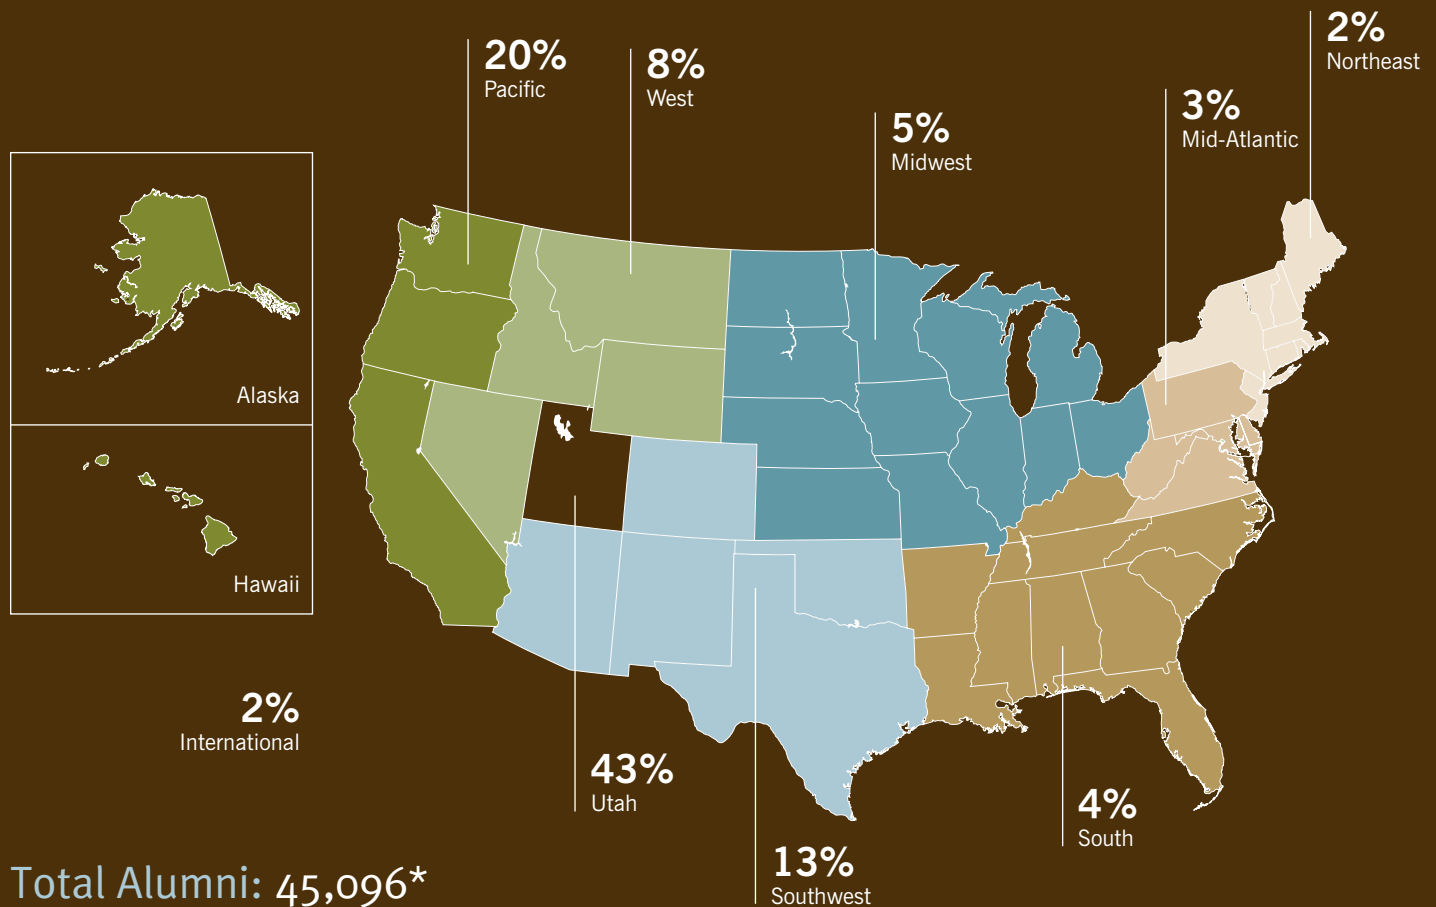 2%
Northeast
20%
Pacific
8%
West
3%
Mid-Atlantic
5%
Midwest
Alaska
Hawaii
2%
International
43%
Utah
4%
South
13%
Southwest
Total Alumni: 45,096*